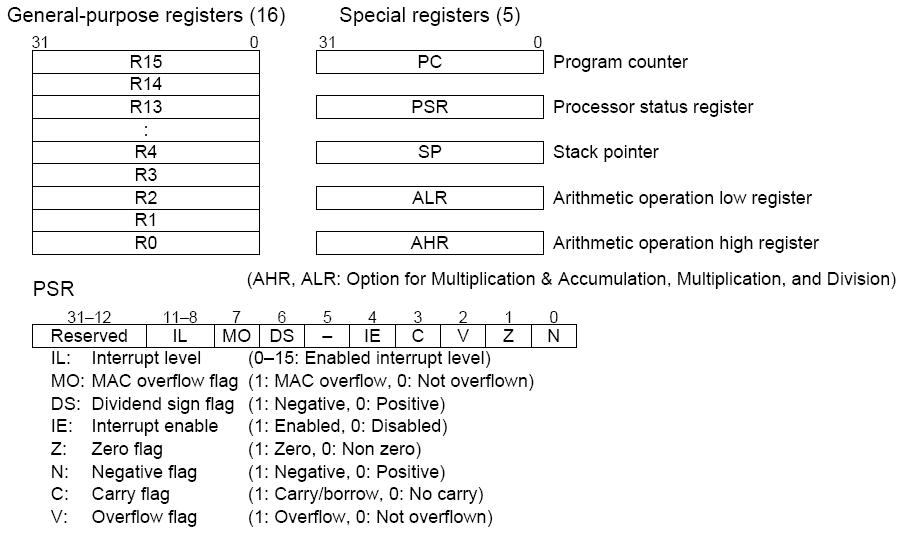 General-purpose registers (16) Special registers (5)
31 0 31 0
R15 PC Program counter
R14
R13 PSR Processor status register
:
R4 SP Stack pointer
R3
R2 ALR Arithmetic operation low register
R1
R0 AHR Arithmetic operation high register
(AHR, ALR: Option for Multiplication & Accumulation, Multiplication, and Division)
PSR
31–12 11–8 7 6 5 4 3 2 1 0
Reserved IL MO DS – IE C V Z N
IL: Interrupt level (0–15: Enabled interrupt level)
MO: MAC overflow flag (1: MAC overflow, 0: Not overflown)
DS: Dividend sign flag (1: Negative, 0: Positive)
IE: Interrupt enable (1: Enabled, 0: Disabled)
Z: Zero flag (1: Zero, 0: Non zero)
N: Negative flag (1: Negative, 0: Positive)
C: Carry flag (1: Carry/borrow, 0: No carry)
V: Overflow flag (1: Overflow, 0: Not overflown)